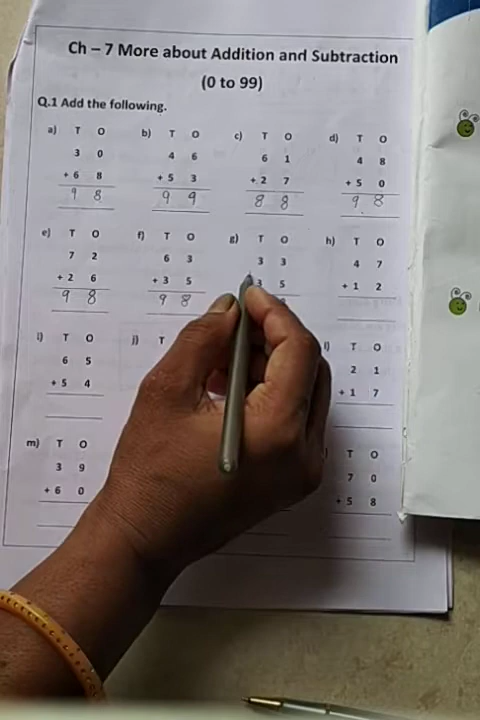 Ch – 7 More about Addition and Subtraction
(0 to 99)
Q.1 Add the following.
a) T O b) T O c) T O d) T O
3 0 4 6 6 1 4 8
+ 6 8 + 5 3 + 2 7 + 5 0
9 8 9 9 8 8 9 8
e) T O f) T O g) T O h) T O
7 2 6 3 3 3 4 7
+ 2 6 + 3 5 3 5 + 1 2
9 8 9 8 8
i) T O j) T l) T O
6 5 2 1
+ 5 4 + 1 7
m) T O T O
3 9 7 0
+ 6 0 + 5 8